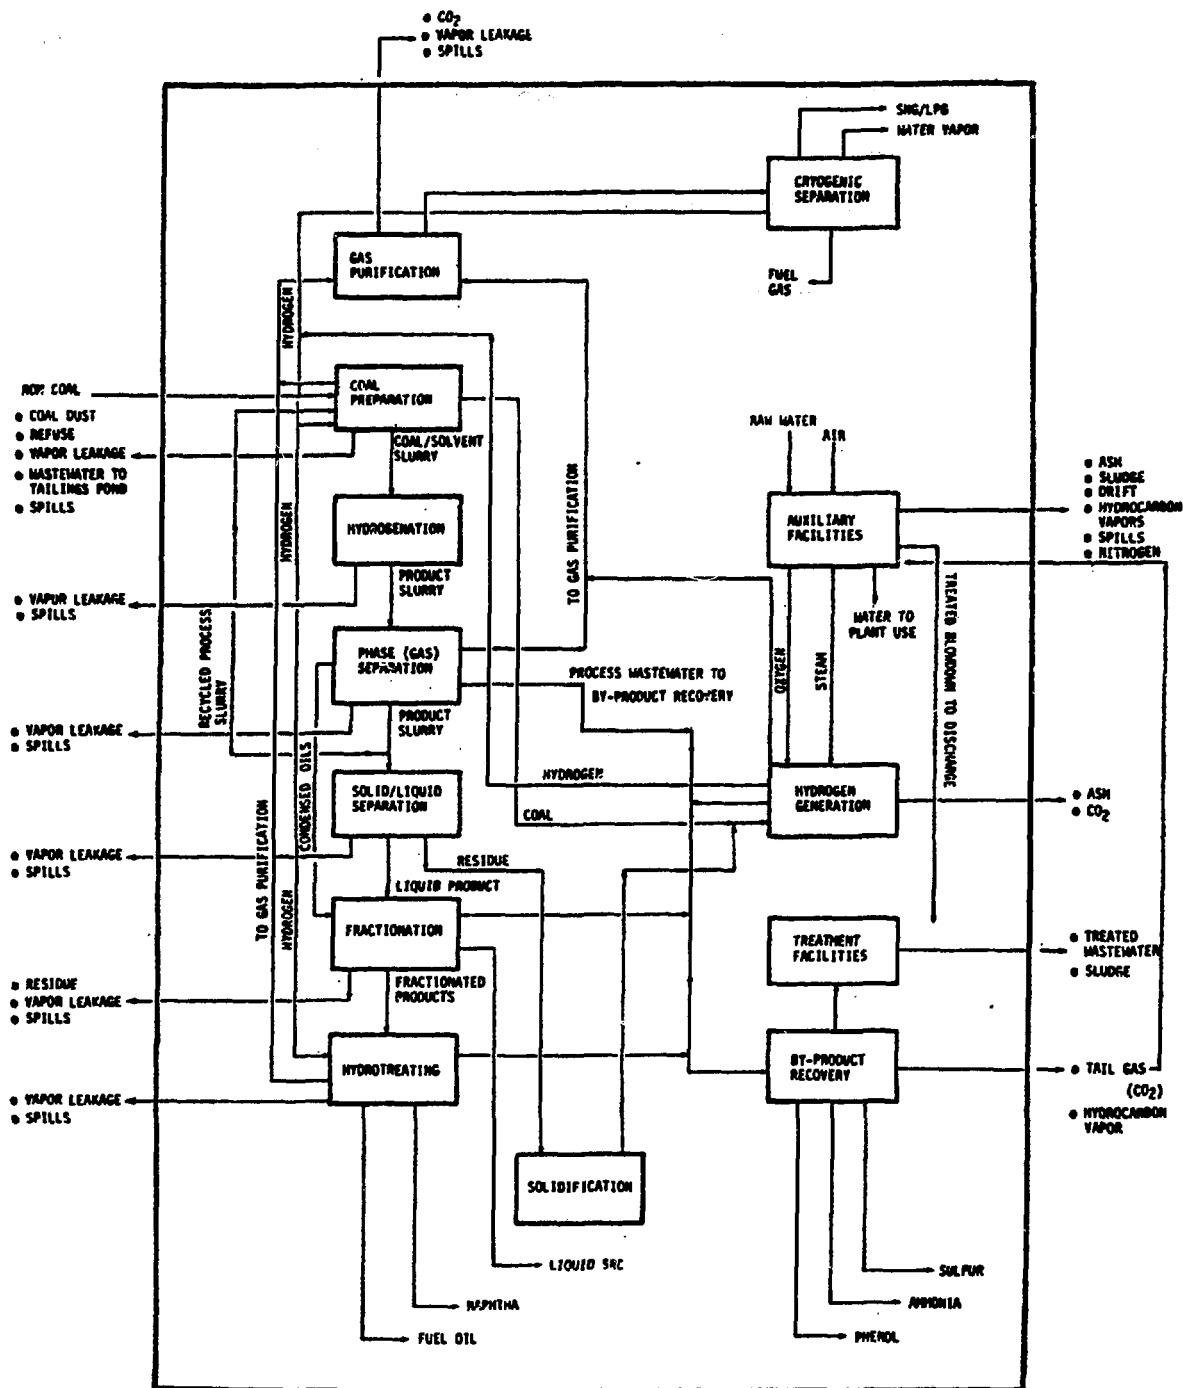 ● CO2
● VAPOR LEAKAGE
● SPILLS
SNG/LPG
WATER VAPOR
CRYOGENIC
SEPARATION
FUEL
GAS
GAS
PURIFICATION
HYDROGEN
ROM COAL
● COAL DUST
● REFUSE
● VAPOR LEAKAGE
● WASTEWATER TO
TAILINGS POND
● SPILLS
COAL
PREPARATION
COAL/SOLVENT
SLURRY
HYDROGEN
HYDROGENATION
PRODUCT
SLURRY
● VAPOR LEAKAGE
● SPILLS
TO GAS PURIFICATION
RAW WATER
AIR
AUXILIARY
FACILITIES
● ASH
● SLUDGE
● DRIFT
● HYDROCARBON
VAPORS
● SPILLS
● NITROGEN
WATER TO
PLANT USE
OXYGEN
STEAM
TREATED BLOWDOWN TO DISCHARGE
RECYCLED PROCESS
SLURRY
PHASE (GAS)
SEPARATION
PROCESS WASTEWATER TO
BY-PRODUCT RECOVERY
PRODUCT
SLURRY
● VAPOR LEAKAGE
● SPILLS
CONDENSED OILS
SOLID/LIQUID
SEPARATION
HYDROGEN
COAL
HYDROGEN
GENERATION
● ASH
● CO2
● VAPOR LEAKAGE
● SPILLS
RESIDUE
LIQUID PRODUCT
TO GAS PURIFICATION
HYDROGEN
FRACTIONATION
FRACTIONATED
PRODUCTS
● RESIDUE
● VAPOR LEAKAGE
● SPILLS
TREATMENT
FACILITIES
● TREATED
WASTEWATER
● SLUDGE
HYDROTREATING
● VAPOR LEAKAGE
● SPILLS
BY-PRODUCT
RECOVERY
● TAIL GAS
(CO2)
● HYDROCARBON
VAPOR
SOLIDIFICATION
LIQUID SRC
NAPHTHA
FUEL OIL
SULFUR
AMMONIA
PHENOL